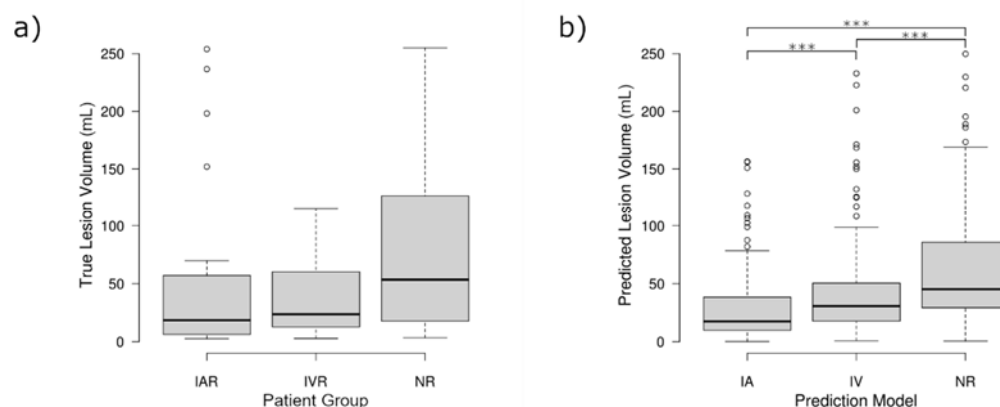 a)
True Lesion Volume (mL)
250
200
150
100
50
0
IAR IVR NR
Patient Group
b)
***
*** ***
Predicted Lesion Volume (mL)
250
200
150
100
50
0
IA IV NR
Prediction Model